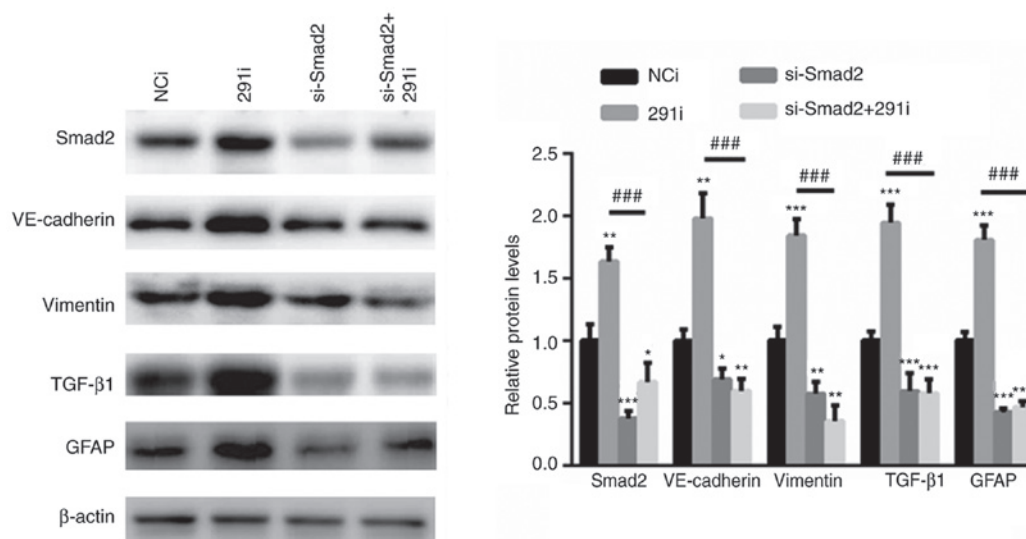 NCi
291i
si-Smad2
si-Smad2+
291i
Smad2
VE-cadherin
Vimentin
TGF-β1
GFAP
β-actin
NCi
si-Smad2
291i
si-Smad2+291i
Relative protein levels
2.5
2.0
1.5
1.0
0.5
0.0
###
**
***
*
###
**
*
**
###
***
**
**
###
***
***
***
###
***
***
**
Smad2
VE-cadherin
Vimentin
TGF-β1
GFAP